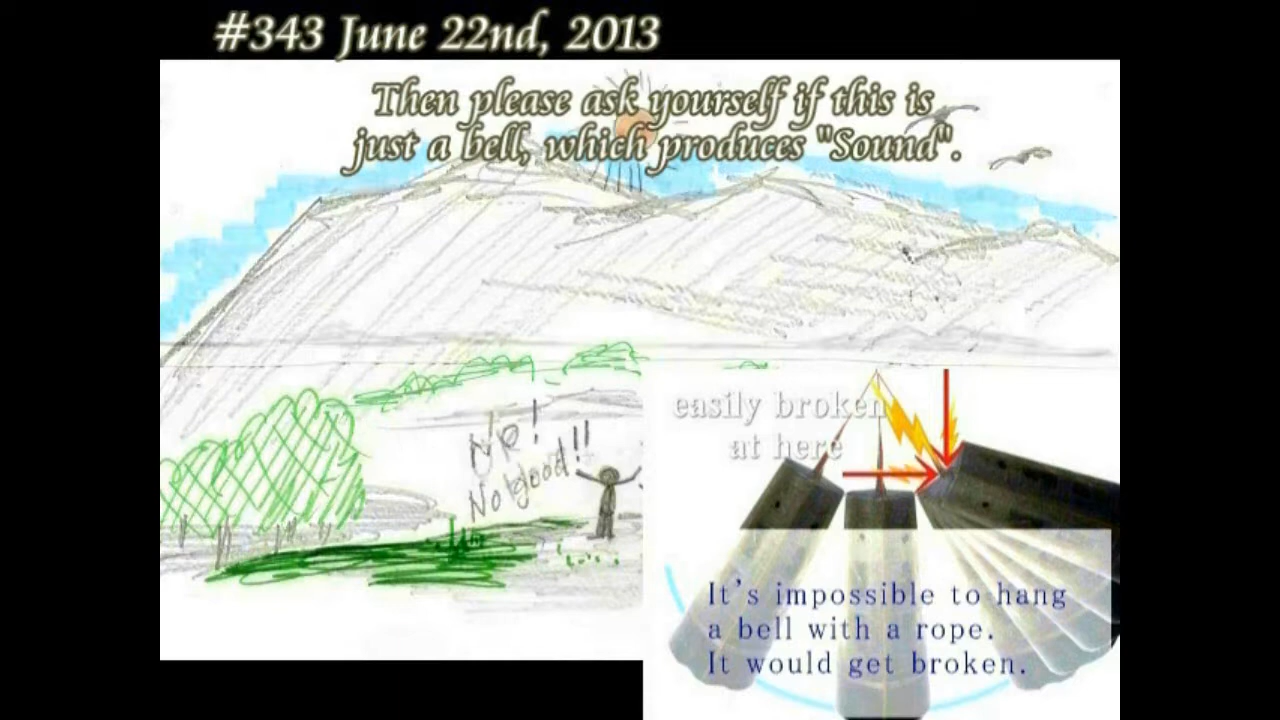 #343 June 22nd, 2013
Then please ask yourself if this is
just a bell, which produces "Sound".
easily broken
at here
No good!!
It's impossible to hang
a bell with a rope.
It would get broken.